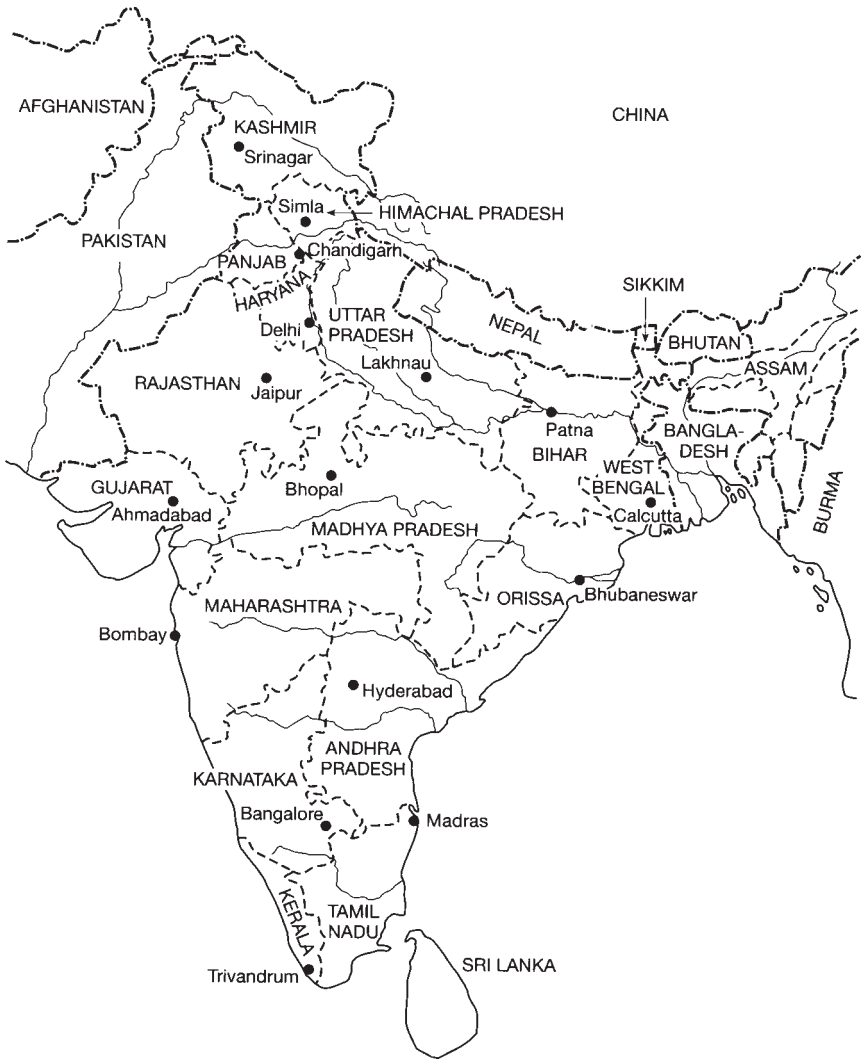 AFGHANISTAN
CHINA
KASHMIR
Srinagar
Simla
HIMACHAL PRADESH
PAKISTAN
PANJAB
Chandigarh
HARYANA
SIKKIM
Delhi
UTTAR
PRADESH
NEPAL
BHUTAN
Lakhnau
ASSAM
RAJASTHAN
Jaipur
Patna
BANGLA-
DESH
BIHAR
WEST
BENGAL
GUJARAT
Ahmadabad
Bhopal
Calcutta
BURMA
MADHYA PRADESH
ORISSA
Bhubaneswar
MAHARASHTRA
Bombay
Hyderabad
ANDHRA
PRADESH
KARNATAKA
Bangalore
Madras
KERALA
TAMIL
NADU
Trivandrum
SRI LANKA